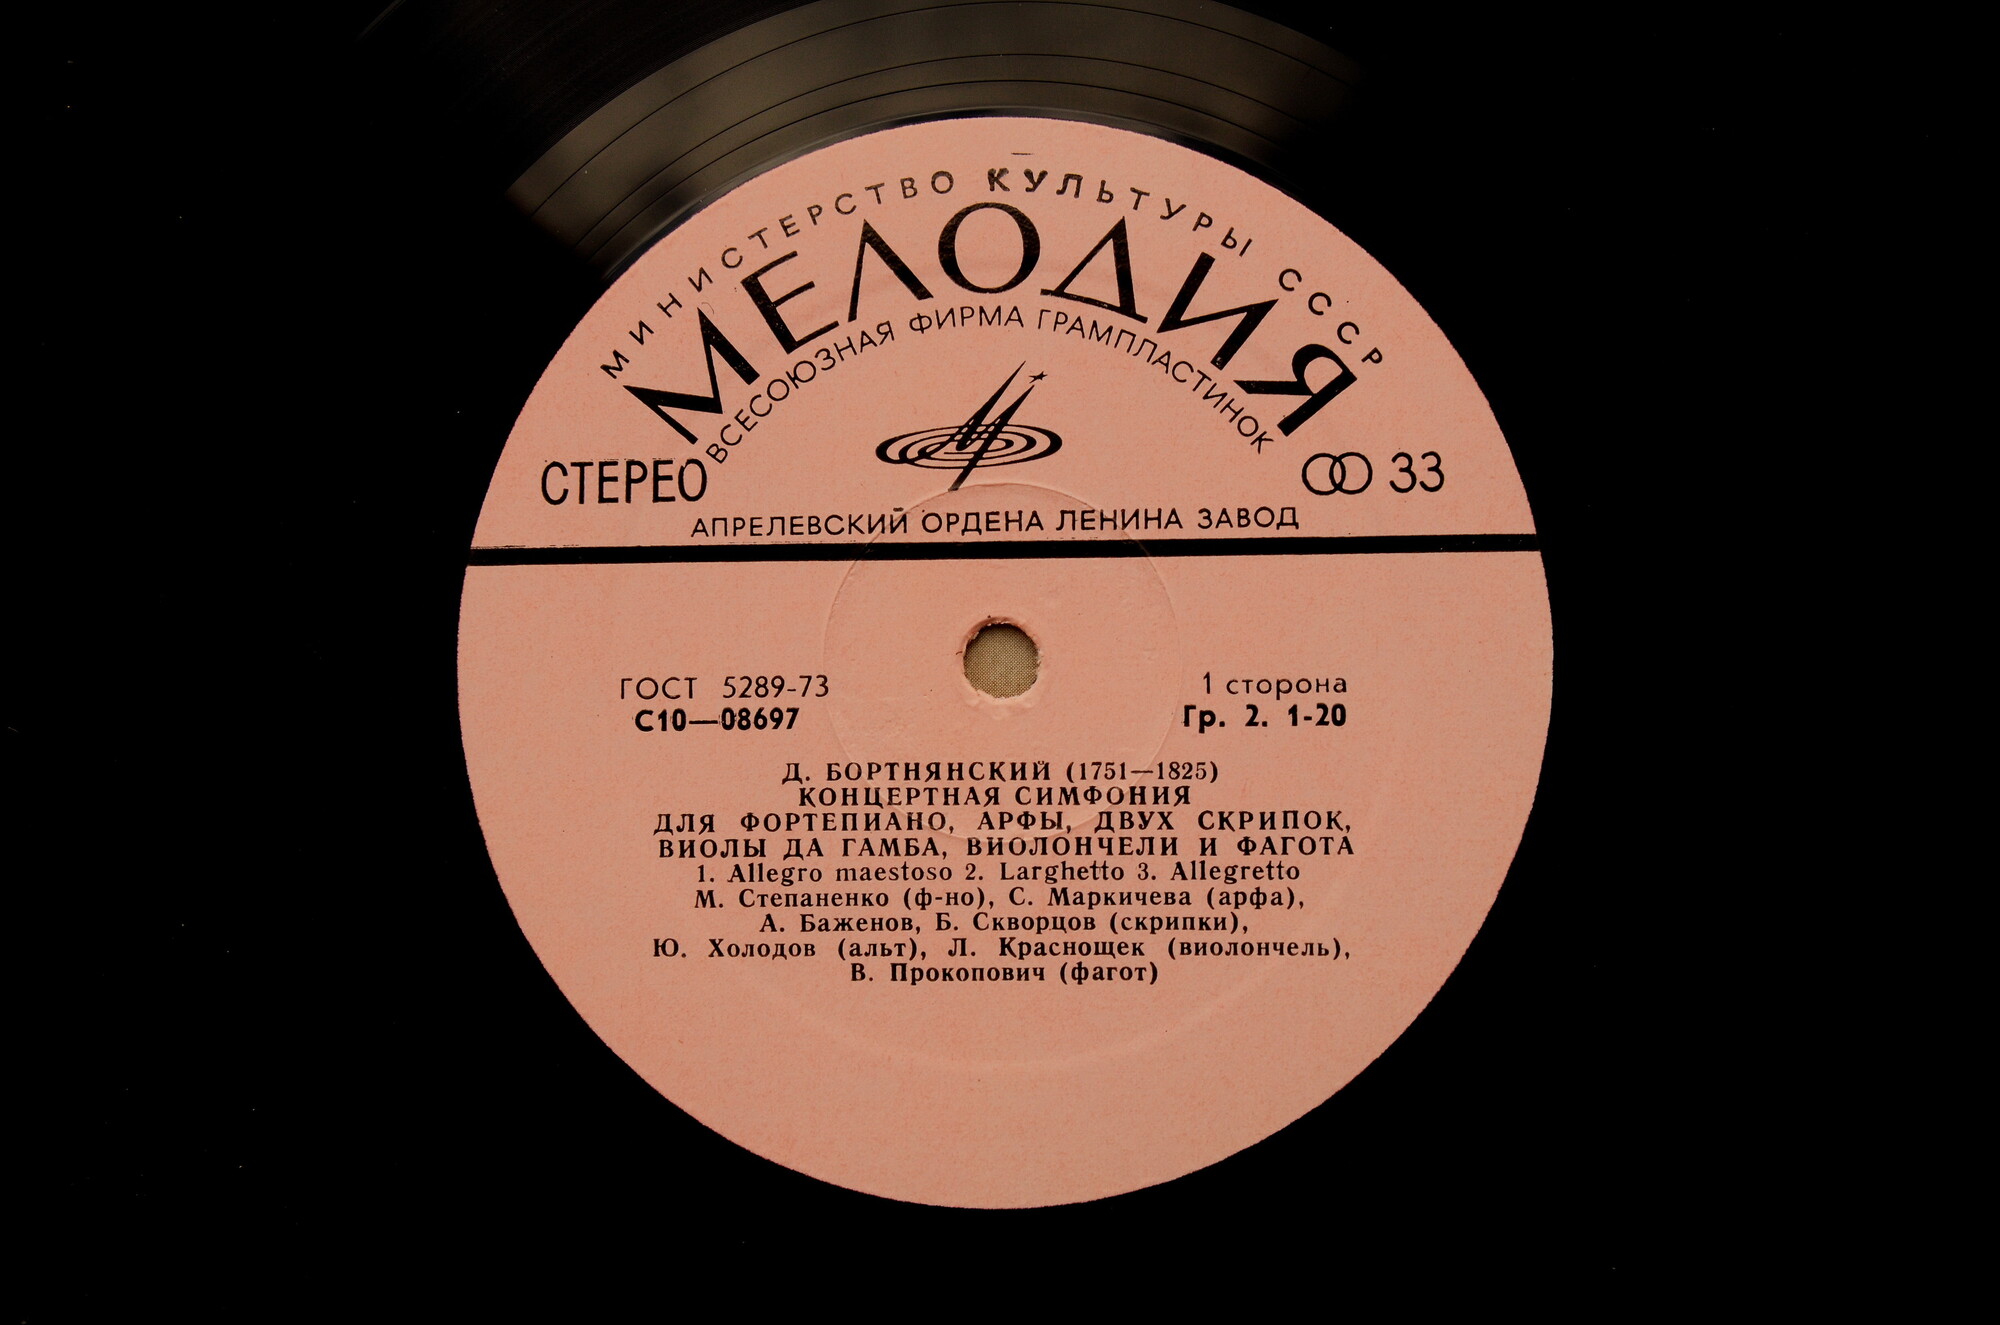 МИНИСТЕРСТВО КУЛЬТУРЫ СССР
МЕЛОДИЯ
ВСЕСОЮЗНАЯ ФИРМА ГРАМПЛАСТИНОК
СТЕРЕО
33
АПРЕЛЕВСКИЙ ОРДЕНА ЛЕНИНА ЗАВОД
ГОСТ 5289-73
С10—08697
1 сторона
Гр. 2. 1-20
Д. БОРТНЯНСКИЙ (1751—1825)
КОНЦЕРТНАЯ СИМФОНИЯ
ДЛЯ ФОРТЕПИАНО, АРФЫ, ДВУХ СКРИПОК,
ВИОЛЫ ДА ГАМБА, ВИОЛОНЧЕЛИ И ФАГОТА
1. Allegro maestoso 2. Larghetto 3. Allegretto
М. Степаненко (ф-но), С. Маркичева (арфа),
А. Баженов, Б. Скворцов (скрипки),
Ю. Холодов (альт), Л. Краснощек (виолончель),
В. Прокопович (фагот)